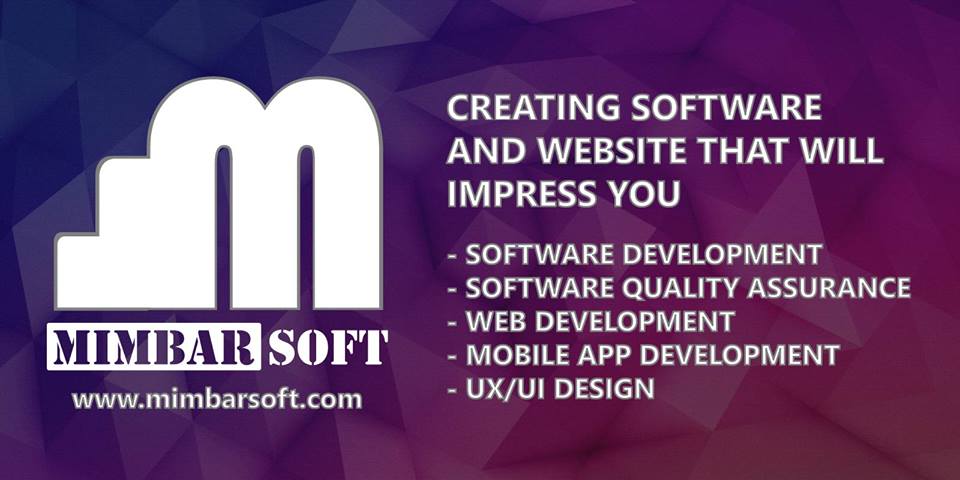 MIMBAR SOFT
www.mimbarsoft.com
CREATING SOFTWARE
AND WEBSITE THAT WILL
IMPRESS YOU
- SOFTWARE DEVELOPMENT
- SOFTWARE QUALITY ASSURANCE
- WEB DEVELOPMENT
- MOBILE APP DEVELOPMENT
- UX/UI DESIGN